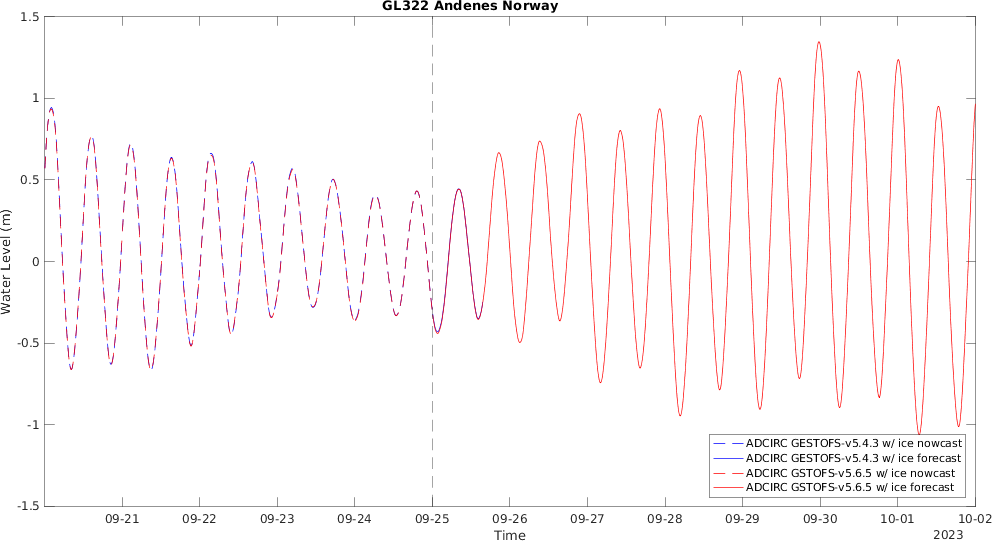 GL322 Andenes Norway
1.5
1
0.5
0
-0.5
-1
-1.5
Water Level (m)
09-21 09-22 09-23 09-24 09-25 09-26 09-27 09-28 09-29 09-30 10-01 10-02
Time
2023
ADCIRC GESTOFS-v5.4.3 w/ ice nowcast
ADCIRC GESTOFS-v5.4.3 w/ ice forecast
ADCIRC GSTOFS-v5.6.5 w/ ice nowcast
ADCIRC GSTOFS-v5.6.5 w/ ice forecast